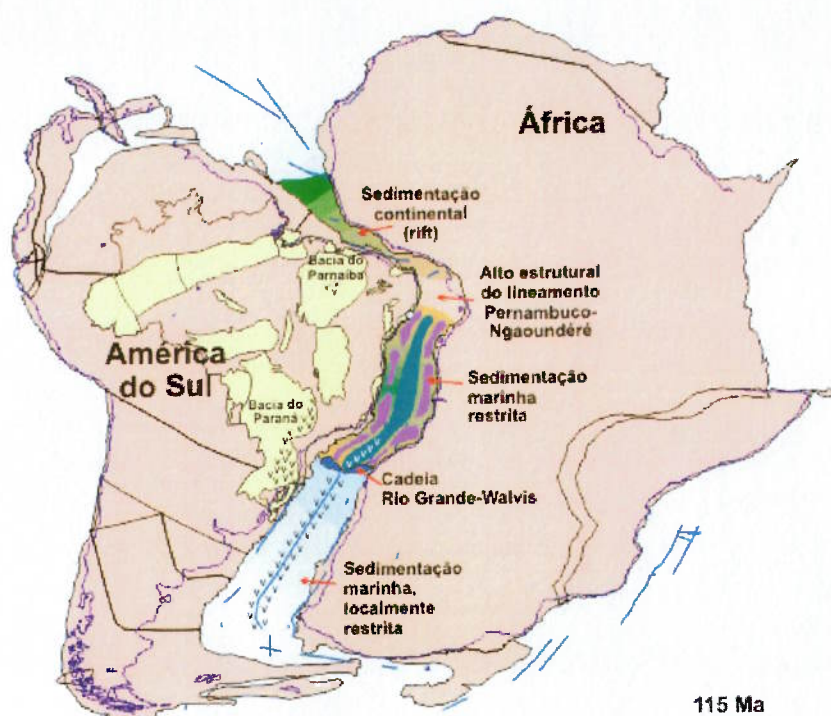 África
Sedimentação
continental
(rift)
Bacia do
Parnaíba
Alto estrutural
do lineamento
Pernambuco-
Ngaoundéré
América
do Sul
Sedimentação
marinha
restrita
Bacia do
Paraná
Cadeia
Rio Grande-Walvis
Sedimentação
marinha,
localmente
restrita
115 Ma